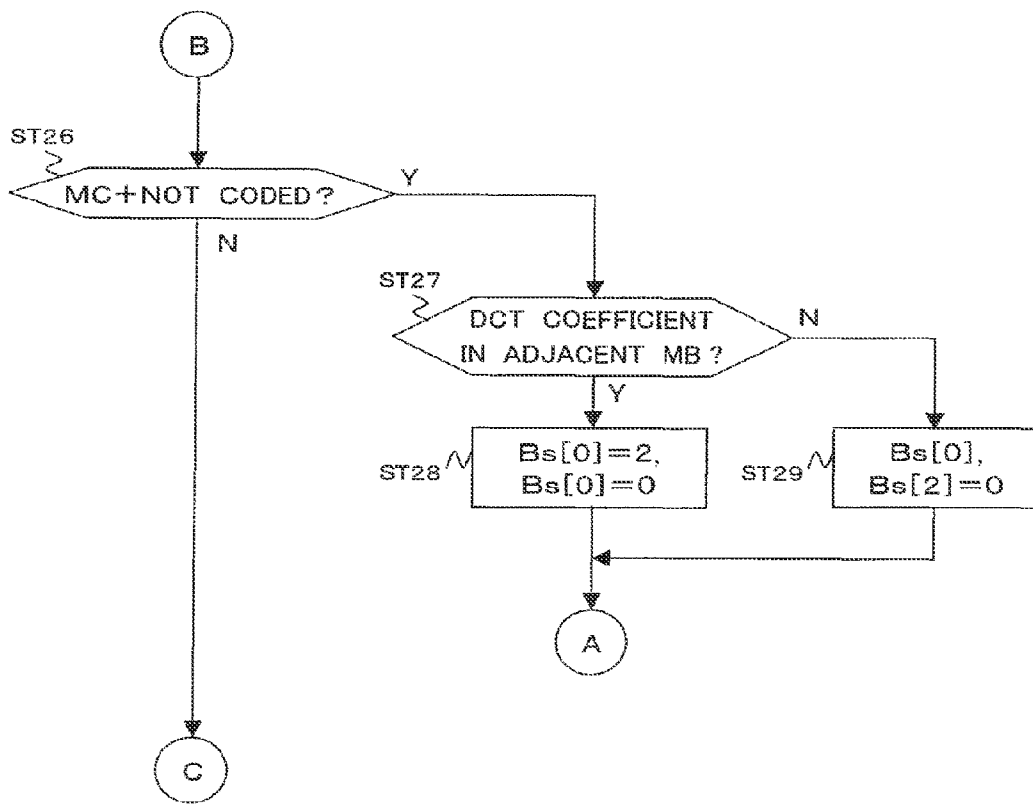 B
ST26
MC+NOT CODED?
Y
N
ST27
DCT COEFFICIENT
IN ADJACENT MB?
N
Y
ST28
Bs[0]=2,
Bs[0]=0
ST29
Bs[0],
Bs[2]=0
A
C